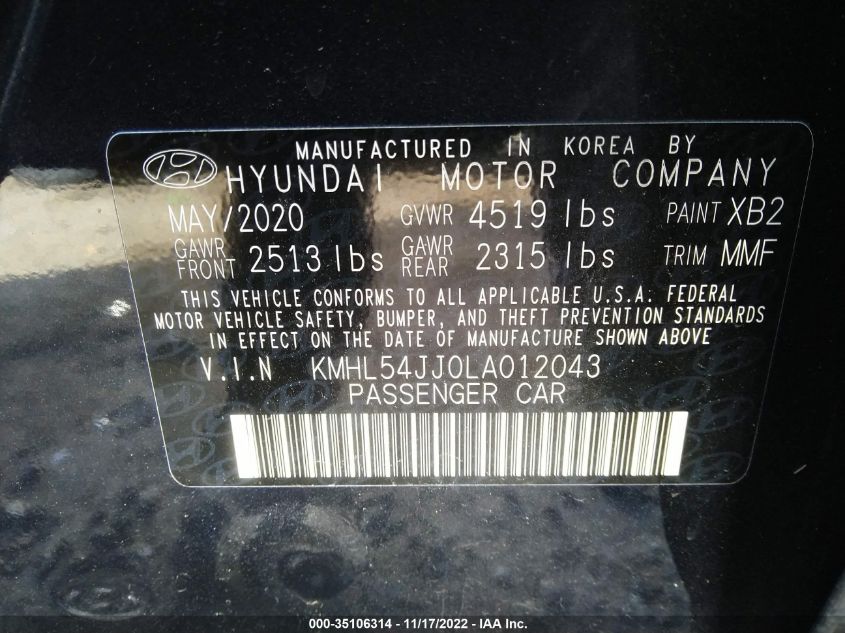 MANUFACTURED IN KOREA BY
HYUNDAI MOTOR COMPANY
MAY/2020 GVWR 4519 lbs PAINT XB2
GAWR FRONT 2513 lbs GAWR REAR 2315 lbs TRIM MMF
THIS VEHICLE CONFORMS TO ALL APPLICABLE U.S.A. FEDERAL
MOTOR VEHICLE SAFETY, BUMPER, AND THEFT PREVENTION STANDARDS
IN EFFECT ON THE DATE OF MANUFACTURE SHOWN ABOVE
V.I.N KMHL54JJ0LA012043
PASSENGER CAR
000-35106314 - 11/17/2022 - IAA Inc.